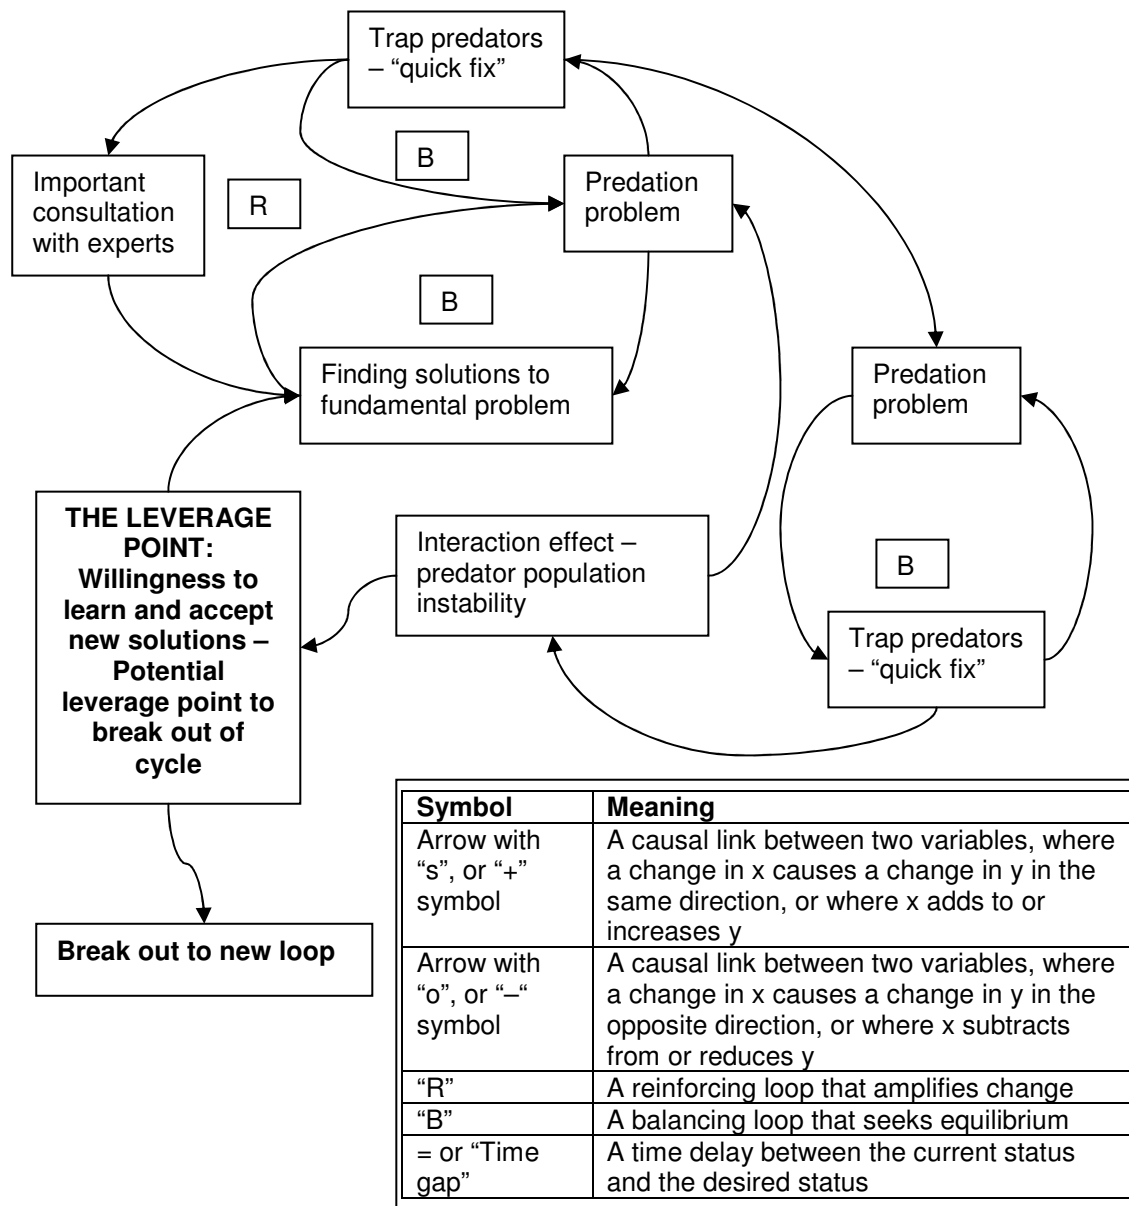 Trap predators
– “quick fix”
B
Important
consultation
with experts
R
Predation
problem
B
Finding solutions to
fundamental problem
Predation
problem
THE LEVERAGE
POINT:
Willingness to
learn and accept
new solutions –
Potential
leverage point to
break out of
cycle
Interaction effect –
predator population
instability
B
Trap predators
– “quick fix”
Break out to new loop
Symbol Meaning
Arrow with A causal link between two variables, where
“s”, or “+” a change in x causes a change in y in the
symbol same direction, or where x adds to or
increases y
Arrow with A causal link between two variables, where
“o”, or “–“ a change in x causes a change in y in the
symbol opposite direction, or where x subtracts
from or reduces y
“R” A reinforcing loop that amplifies change
“B” A balancing loop that seeks equilibrium
= or “Time A time delay between the current status
gap” and the desired status